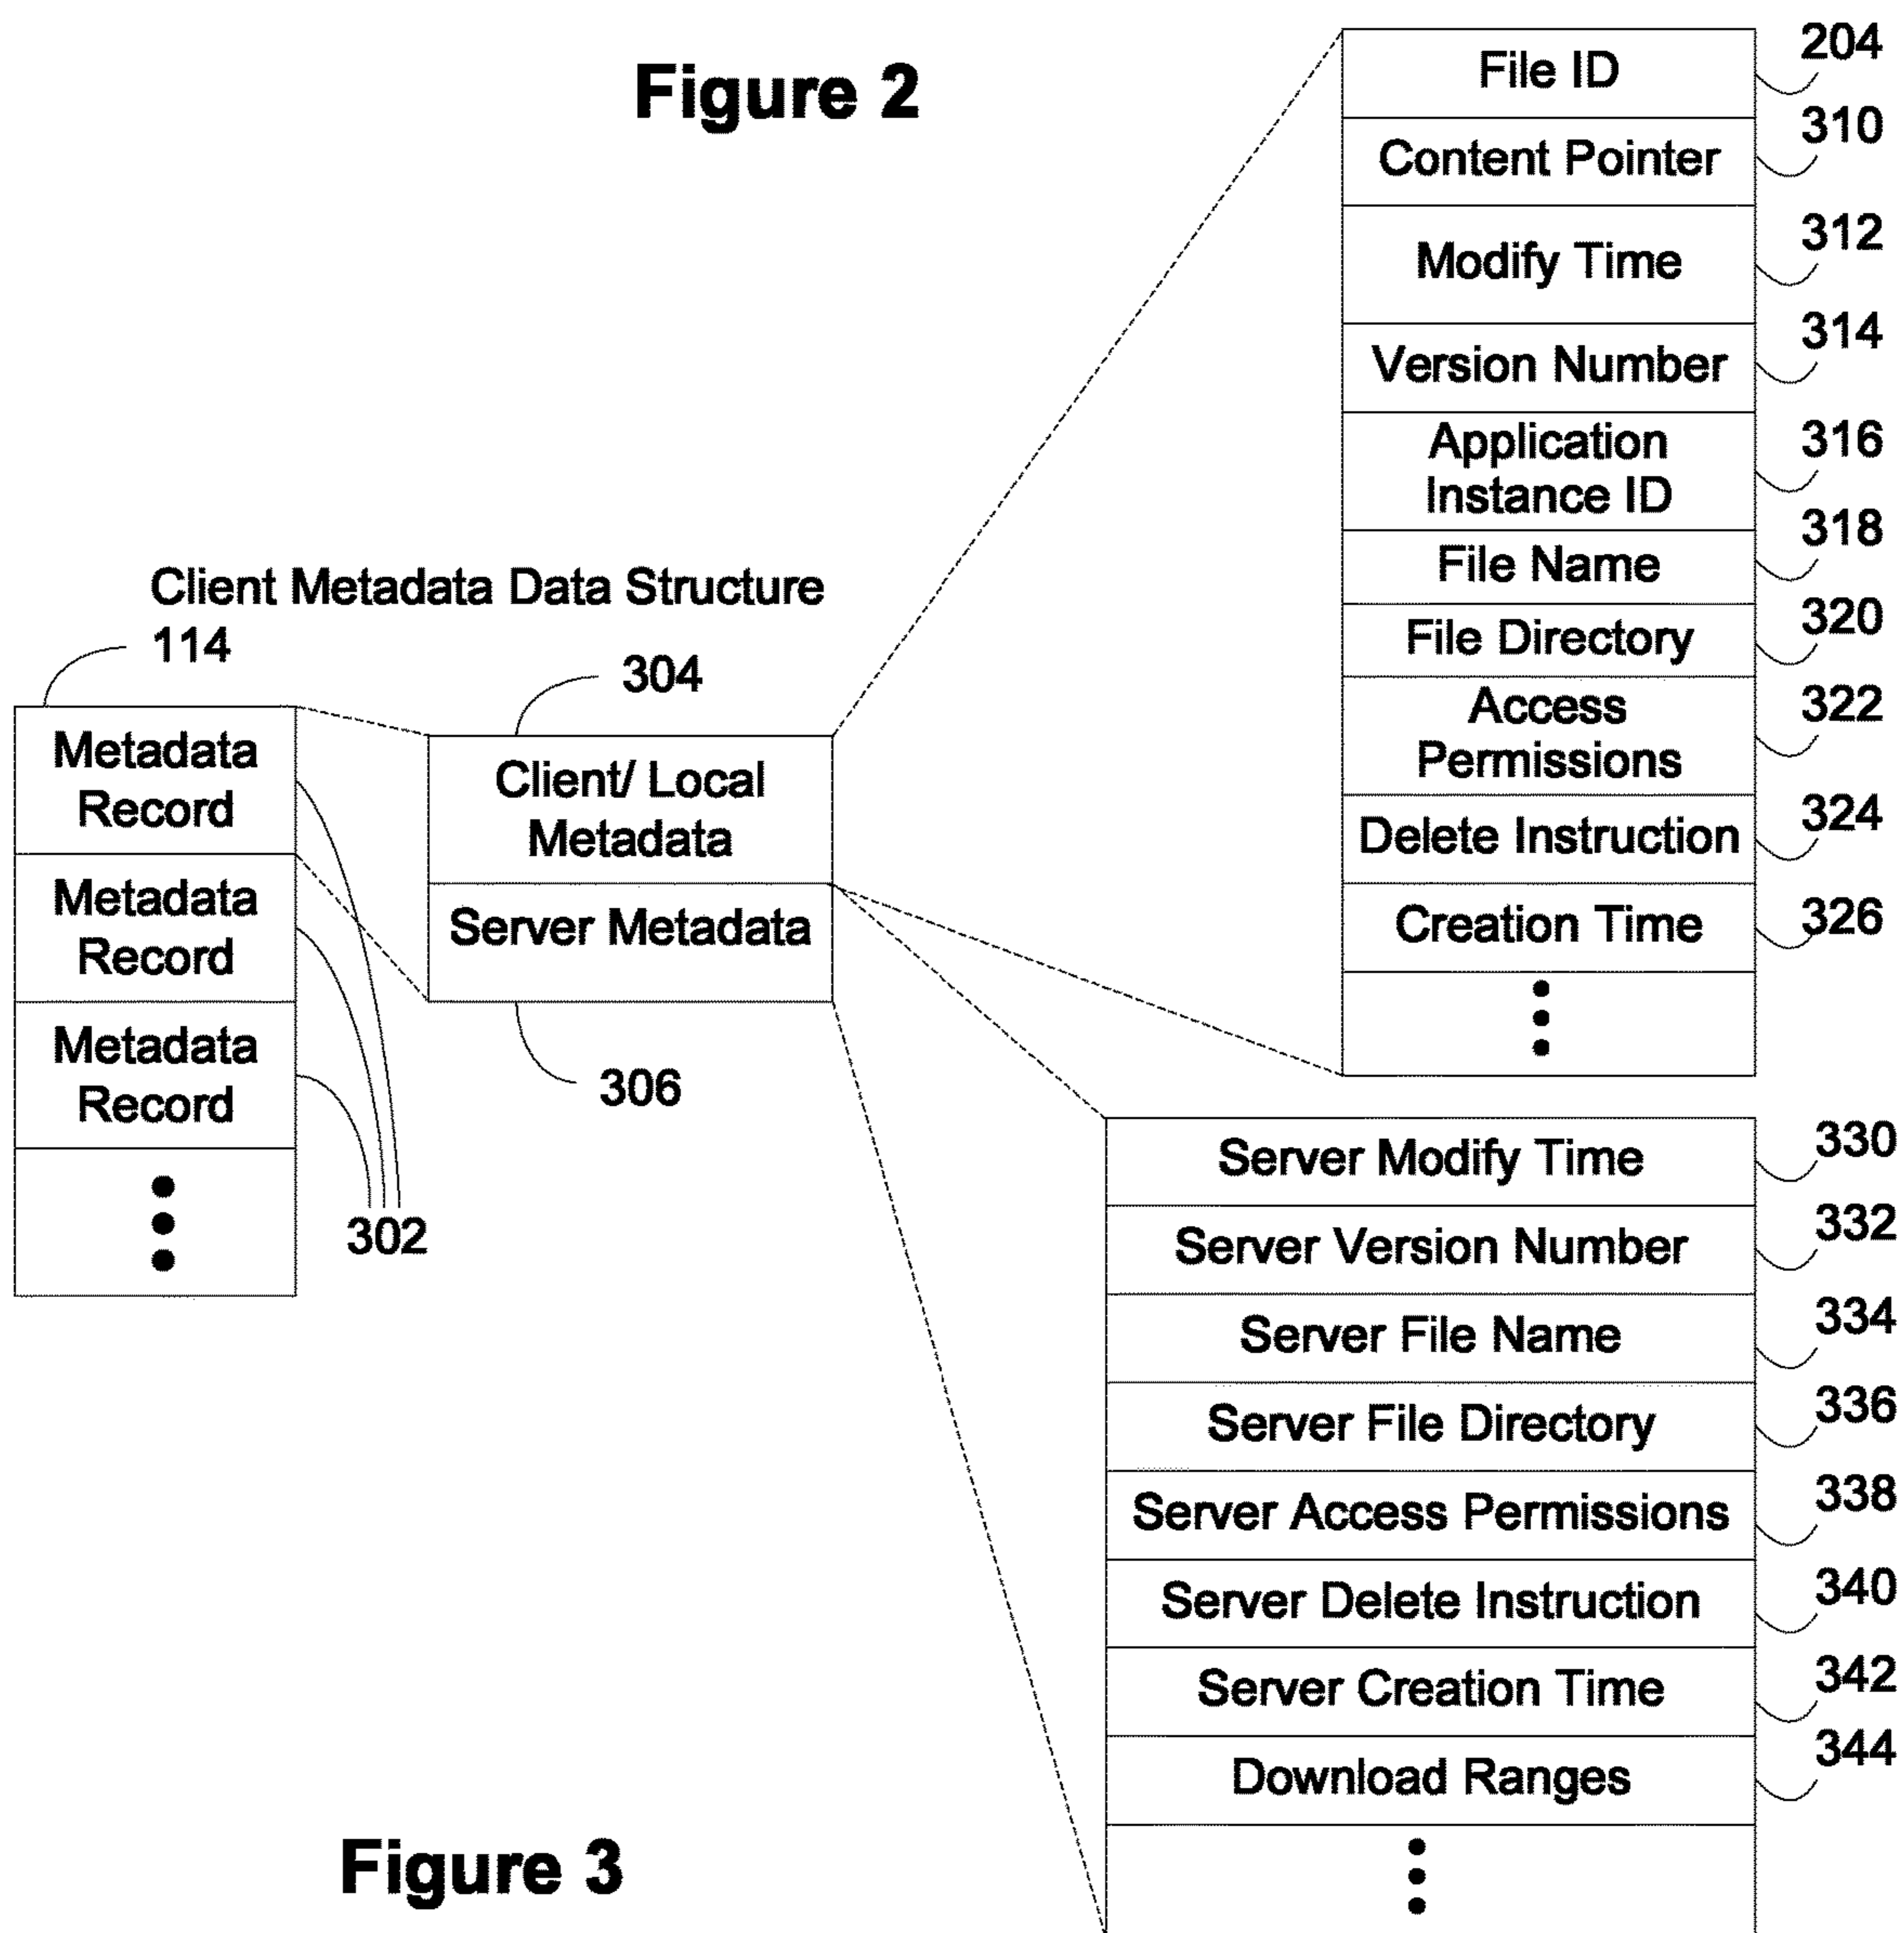 Figure 2
File ID
204
Content Pointer
310
Modify Time
312
Version Number
314
Application
Instance ID
316
File Name
318
File Directory
320
Access
Permissions
322
Delete Instruction
324
Creation Time
326
Client Metadata Data Structure
114
304
Metadata
Record
Metadata
Record
Metadata
Record
302
Client/ Local
Metadata
Server Metadata
306
Server Modify Time
330
Server Version Number
332
Server File Name
334
Server File Directory
336
Server Access Permissions
338
Server Delete Instruction
340
Server Creation Time
342
Download Ranges
344
Figure 3